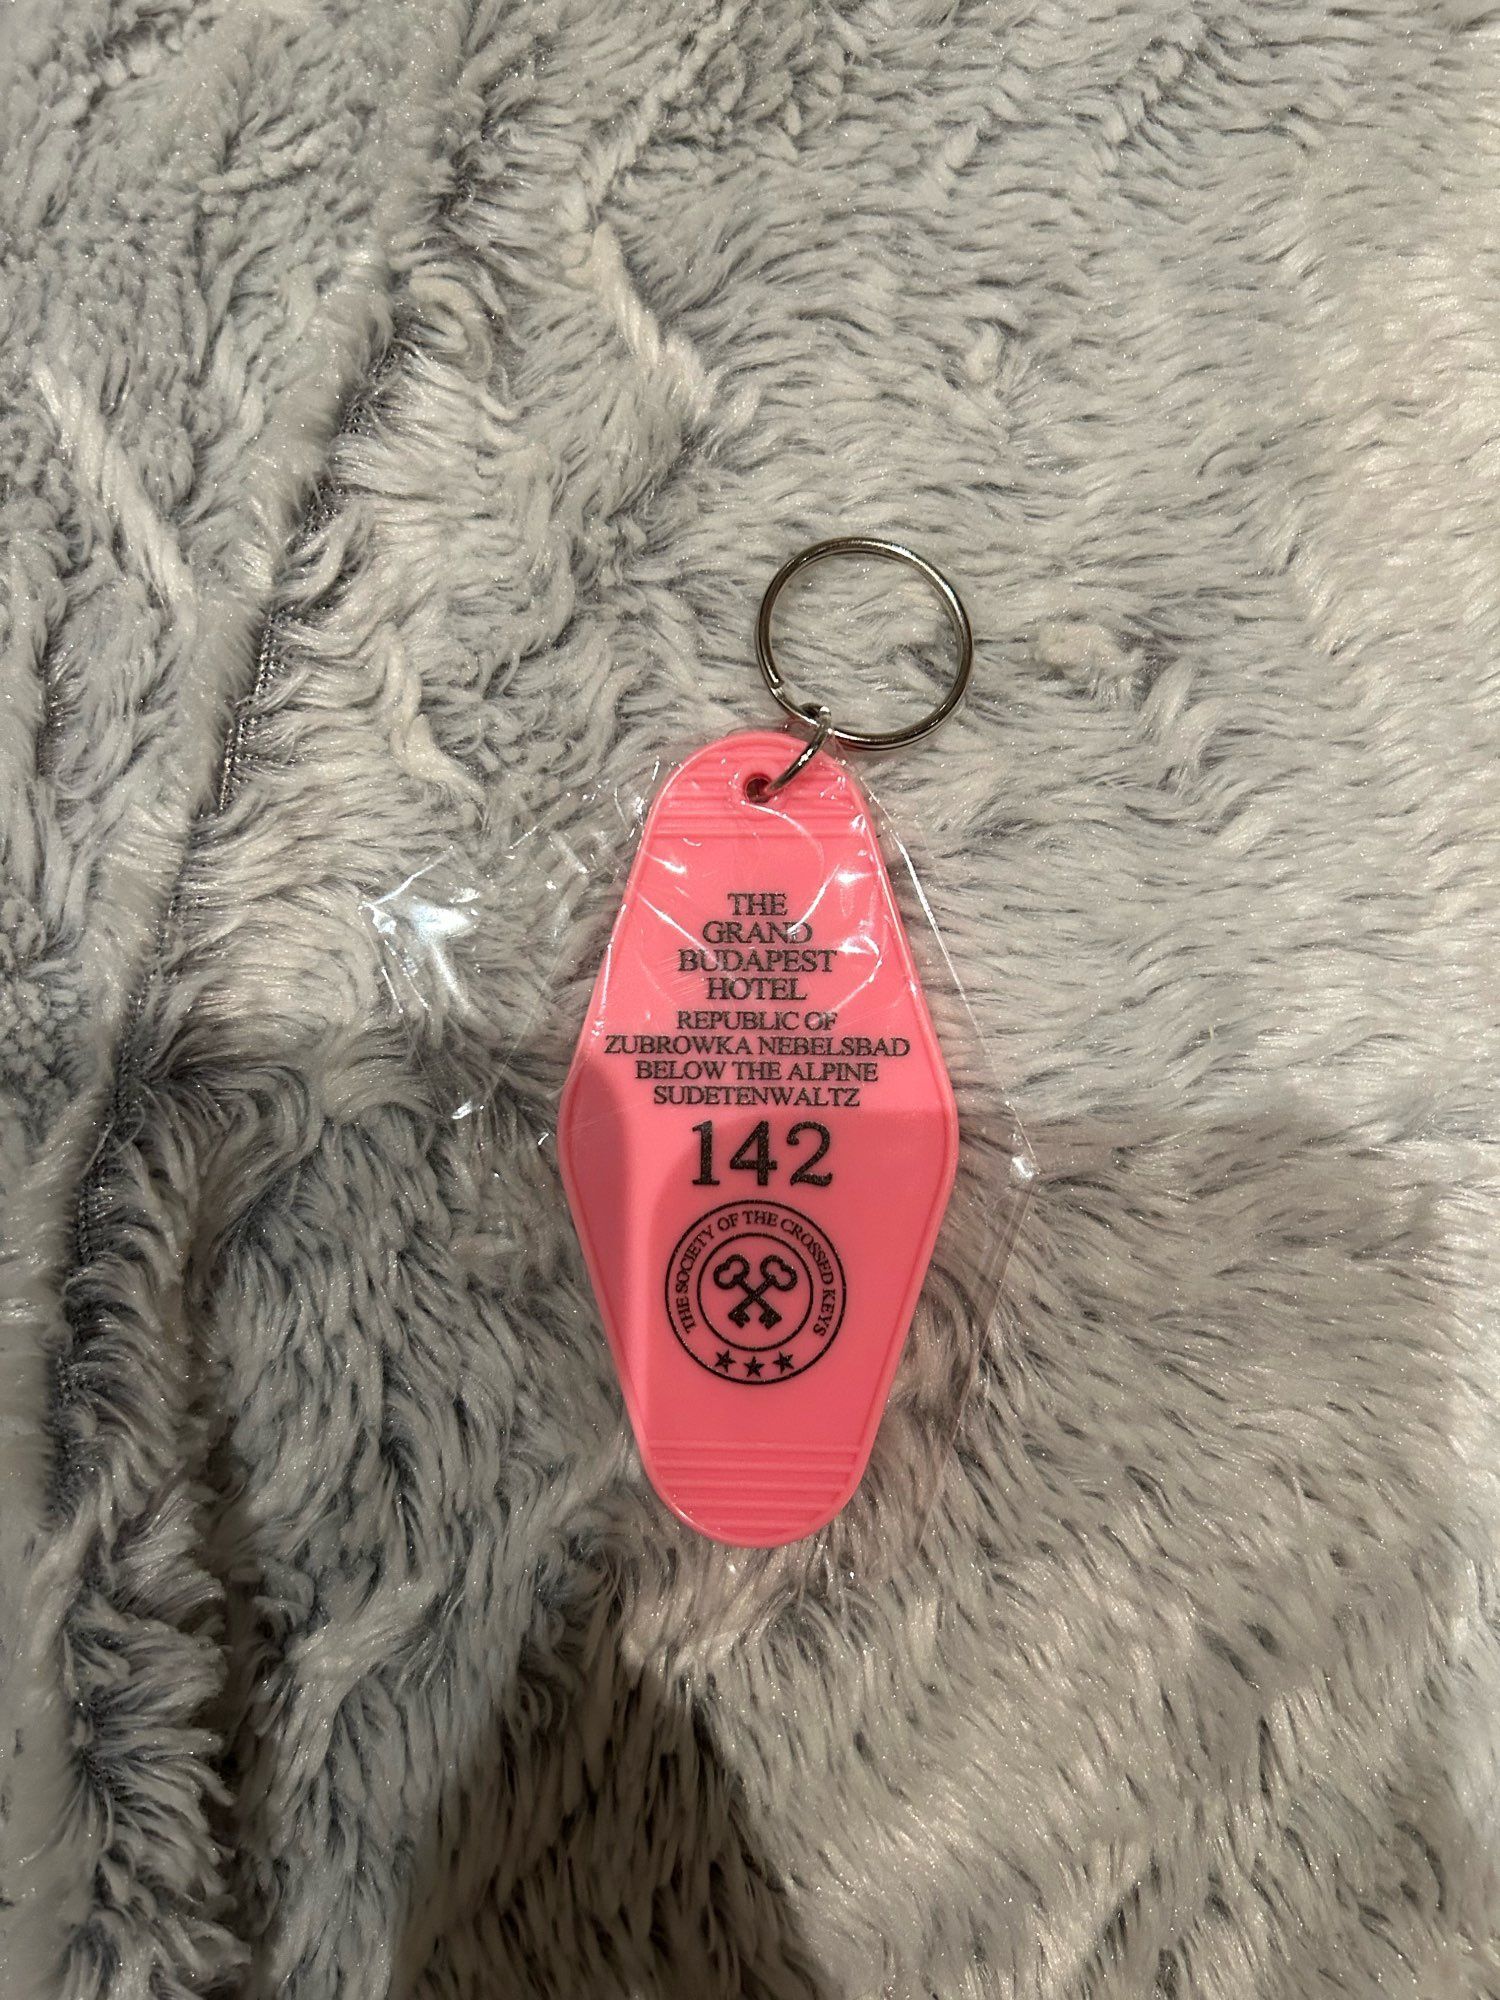 THE
GRAND
BUDAPEST
HOTEL
REPUBLIC OF
ZUBROWKA NEBELSBAD
BELOW THE ALPINE
SUDETENWALTZ
142
THE SOCIETY OF THE CROSSED KEYS